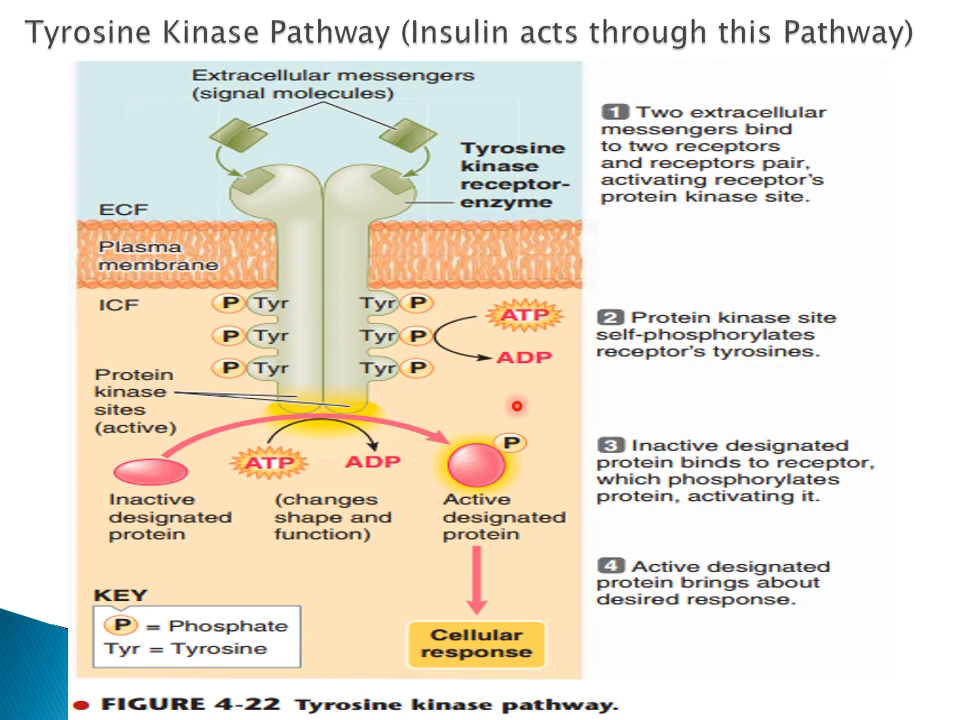 Tyrosine Kinase Pathway (Insulin acts through this Pathway)
Extracellular messengers
(signal molecules)
Tyrosine
kinase
receptor-
enzyme
ECF
Plasma
membrane
ICF
P Tyr
Tyr P
P Tyr
Tyr P
P Tyr
Tyr P
ATP
ADP
Protein
kinase
sites
(active)
ATP
ADP
P
Inactive
designated
protein
(changes
shape and
function)
Active
designated
protein
Cellular
response
KEY
P = Phosphate
Tyr = Tyrosine
1 Two extracellular
messengers bind
to two receptors
and receptors pair,
activating receptor's
protein kinase site.
2 Protein kinase site
self-phosphorylates
receptor's tyrosines.
3 Inactive designated
protein binds to receptor,
which phosphorylates
protein, activating it.
4 Active designated
protein brings about
desired response.
FIGURE 4-22 Tyrosine kinase pathway.